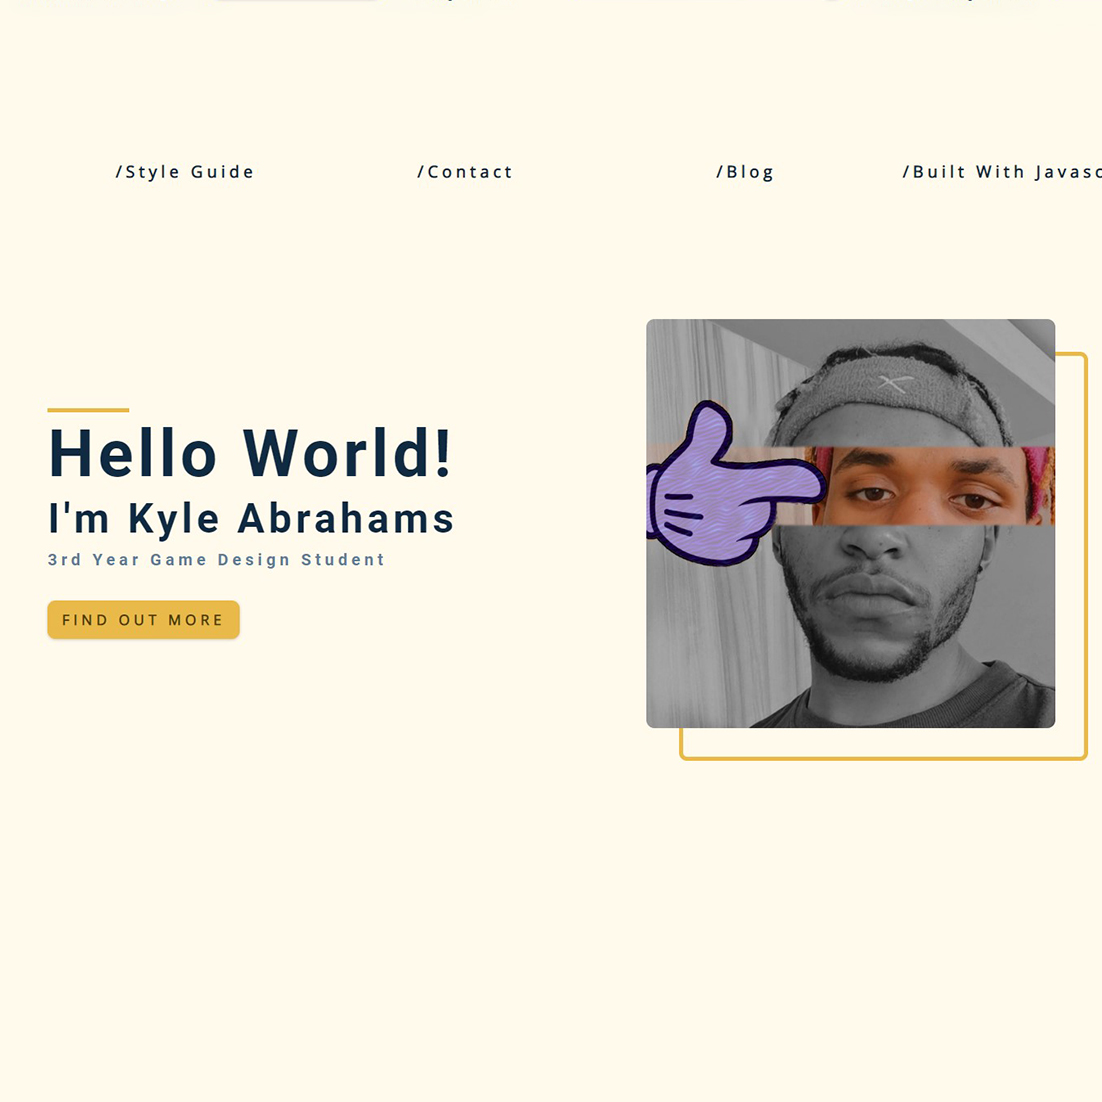 /Style Guide /Contact /Blog /Built With Javasc
Hello World!
I'm Kyle Abrahams
3rd Year Game Design Student
FIND OUT MORE